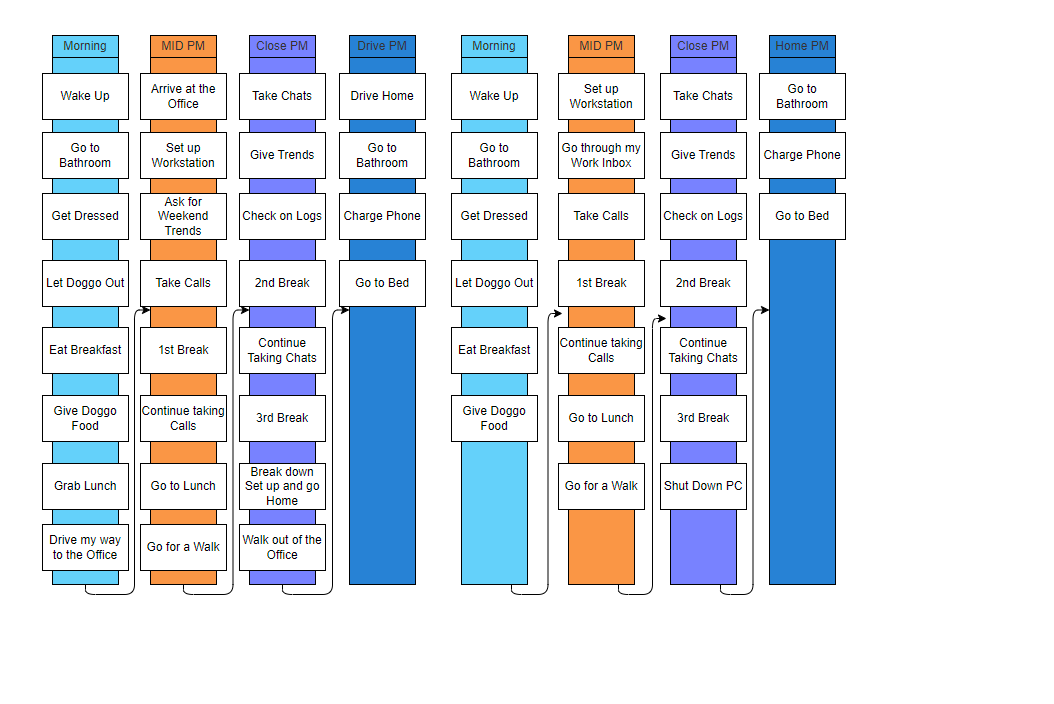 Morning
Wake Up
Go to
Bathroom
Get Dressed
Let Doggo Out
Eat Breakfast
Give Doggo
Food
Grab Lunch
Drive my way
to the Office
MID PM
Arrive at the
Office
Set up
Workstation
Ask for
Weekend
Trends
Take Calls
1st Break
Continue taking
Calls
Go to Lunch
Go for a Walk
Close PM
Take Chats
Give Trends
Check on Logs
2nd Break
Continue
Taking Chats
3rd Break
Break down
Set up and go
Home
Walk out of the
Office
Drive PM
Drive Home
Go to
Bathroom
Charge Phone
Go to Bed
Morning
Wake Up
Go to
Bathroom
Get Dressed
Let Doggo Out
Eat Breakfast
Give Doggo
Food
MID PM
Set up
Workstation
Go through my
Work Inbox
Take Calls
1st Break
Continue taking
Calls
Go to Lunch
Go for a Walk
Close PM
Take Chats
Give Trends
Check on Logs
2nd Break
Continue
Taking Chats
3rd Break
Shut Down PC
Home PM
Go to
Bathroom
Charge Phone
Go to Bed